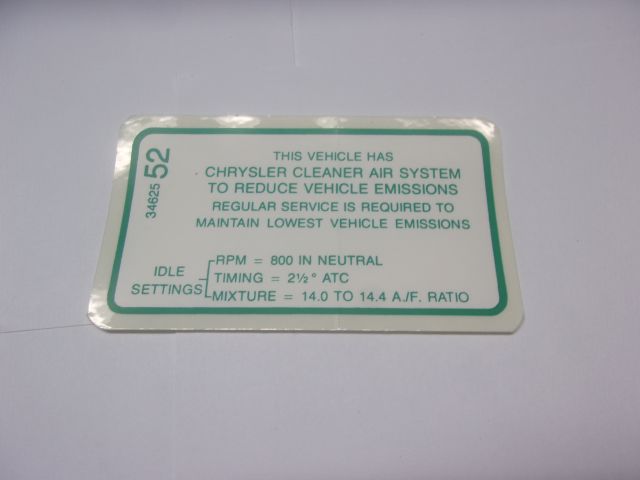 34625 52
THIS VEHICLE HAS
CHRYSLER CLEANER AIR SYSTEM
TO REDUCE VEHICLE EMISSIONS
REGULAR SERVICE IS REQUIRED TO
MAINTAIN LOWEST VEHICLE EMISSIONS
IDLE
SETTINGS
RPM = 800 IN NEUTRAL
TIMING = 2½° ATC
MIXTURE = 14.0 TO 14.4 A./F. RATIO